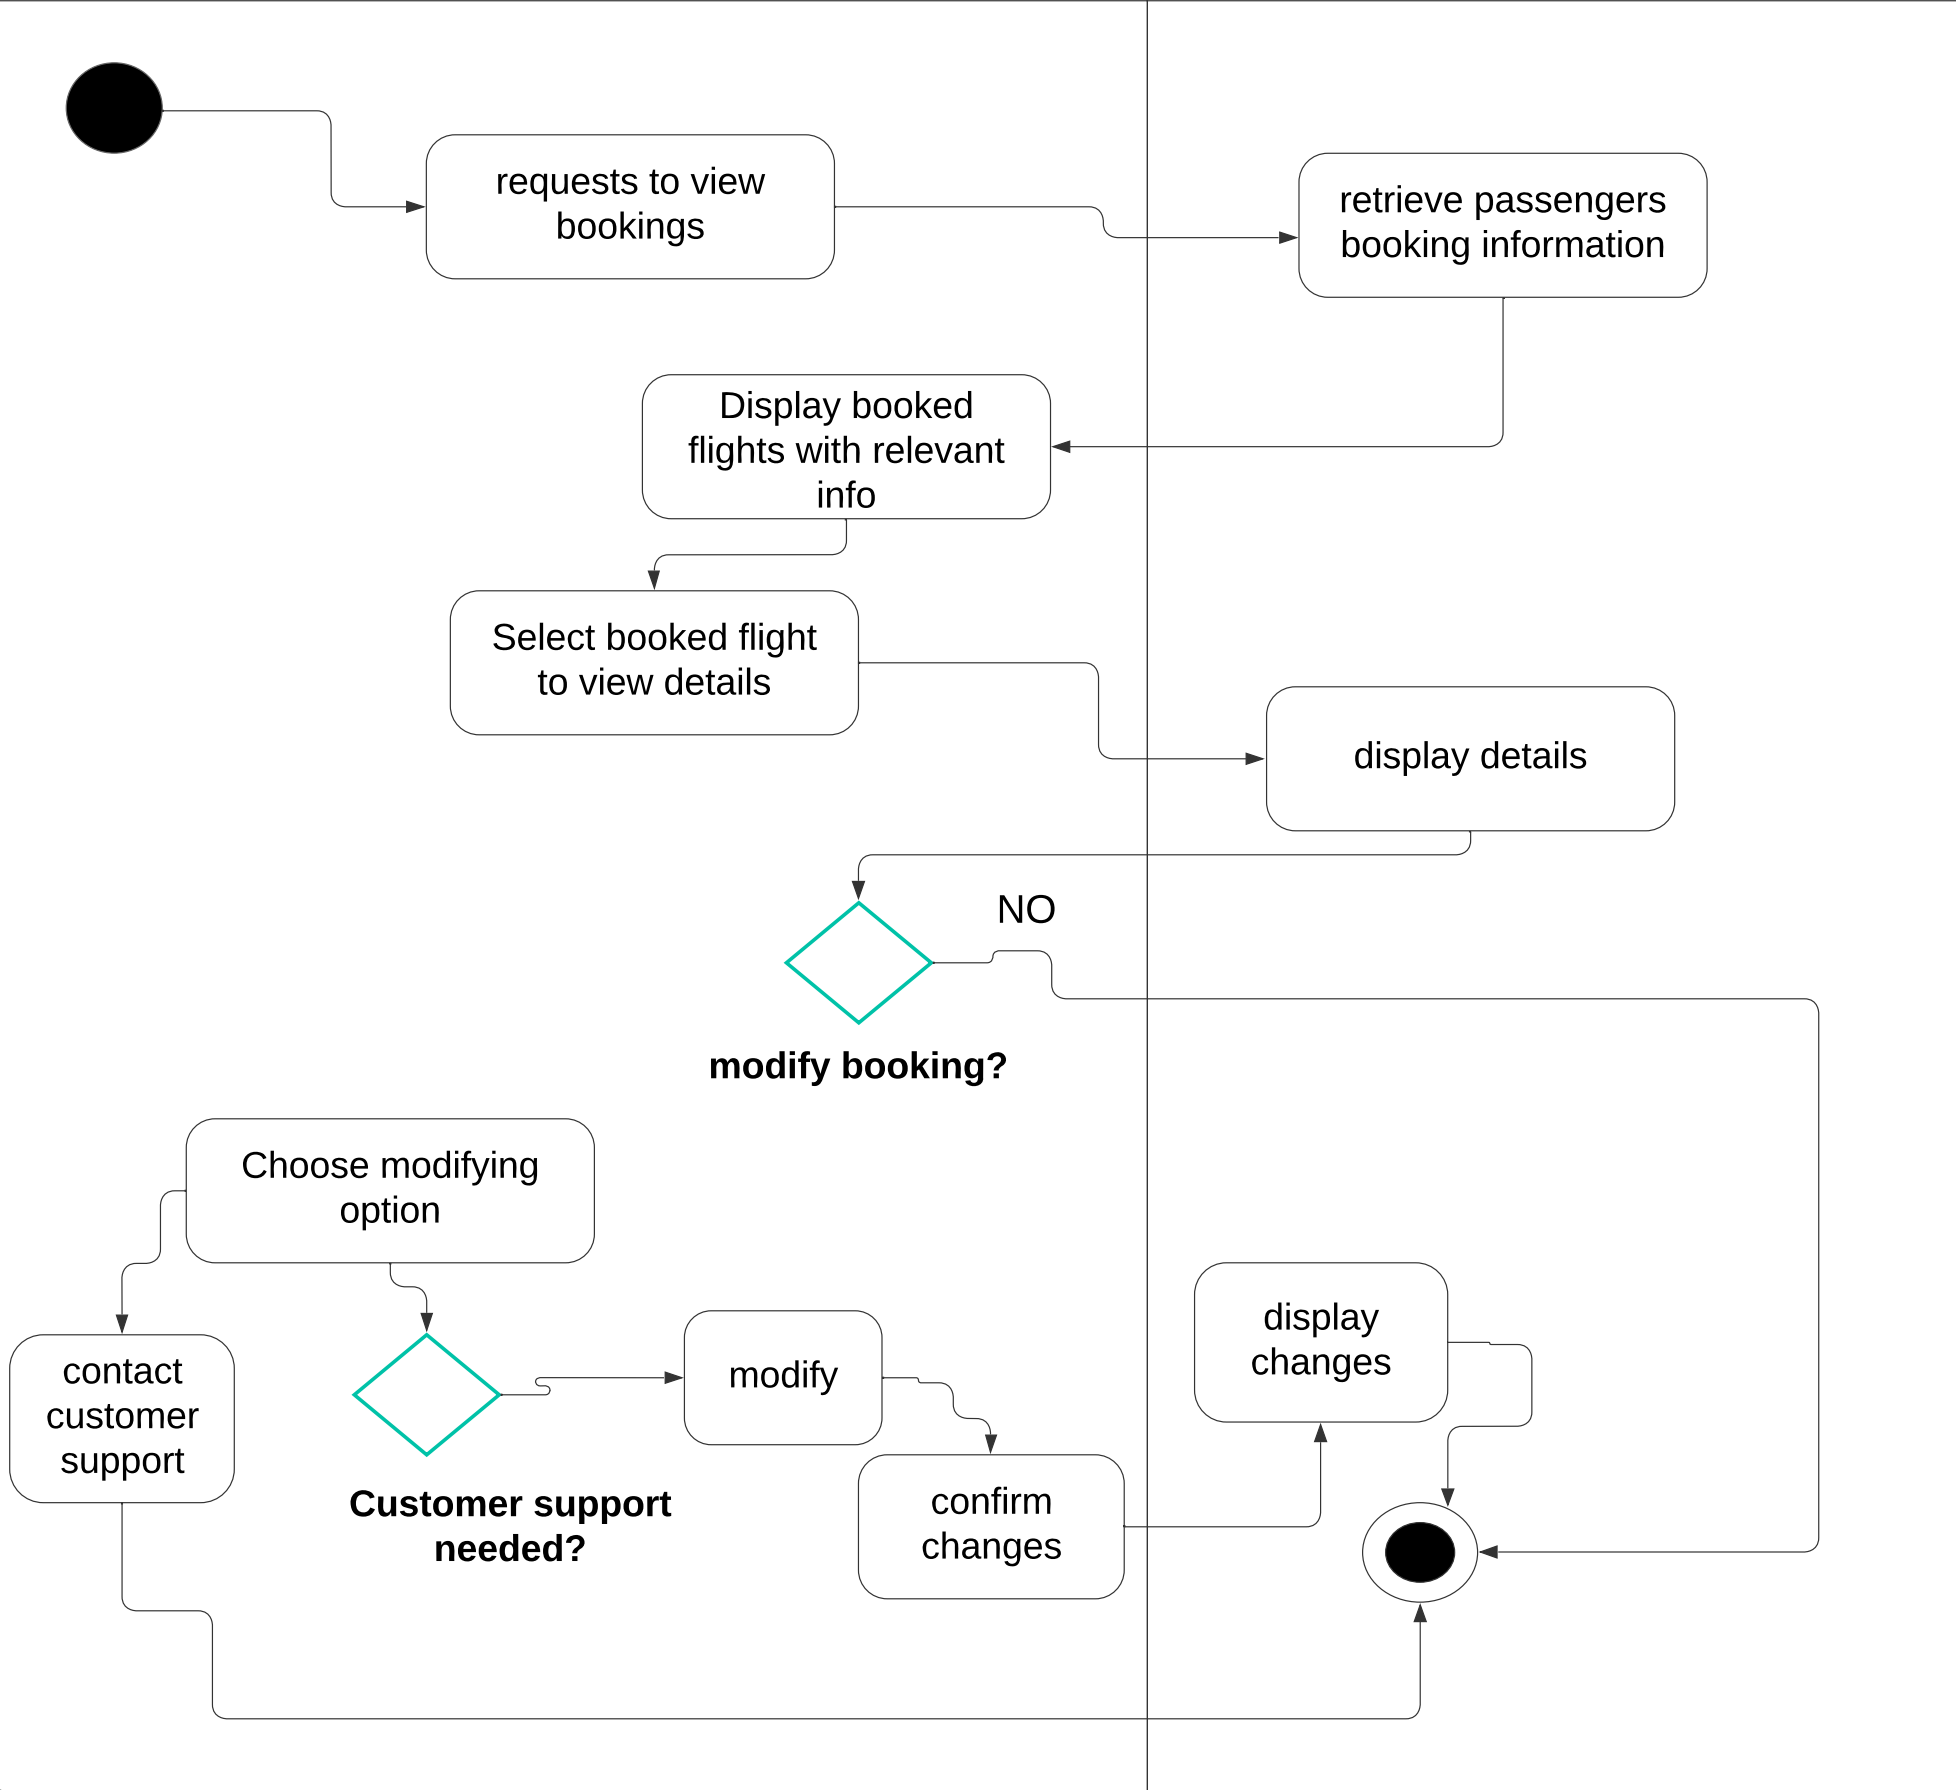 requests to view
bookings
retrieve passengers
booking information
Display booked
flights with relevant
info
Select booked flight
to view details
display details
NO
modify booking?
Choose modifying
option
contact
customer
support
Customer support
needed?
modify
confirm
changes
display
changes